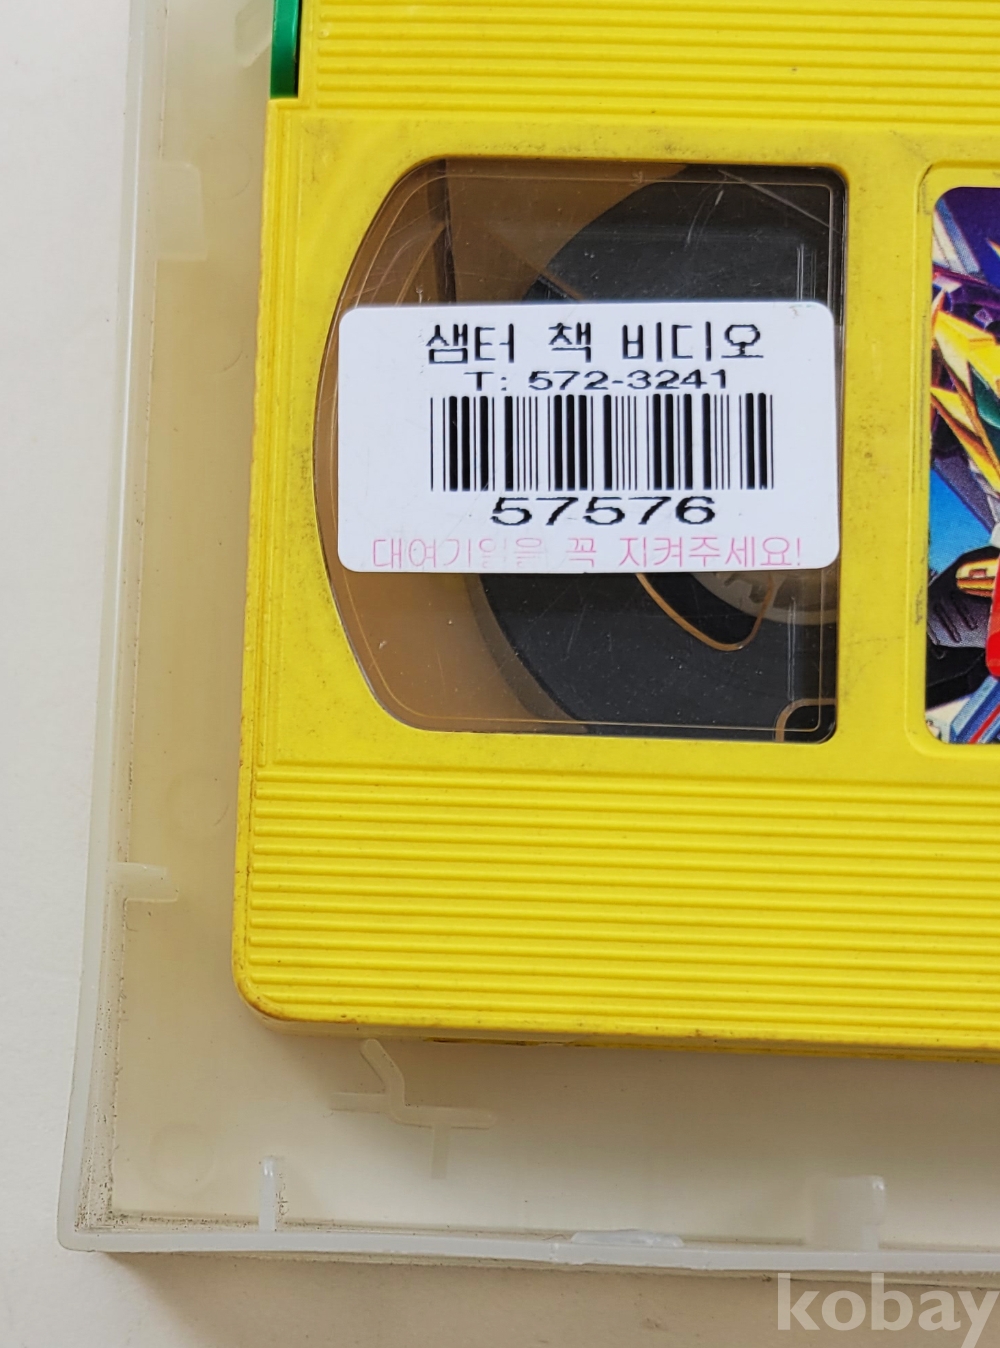 샘터 책 비디오
T: 572-3241
57576
대여기일을 꼭 지켜주세요!
kobay